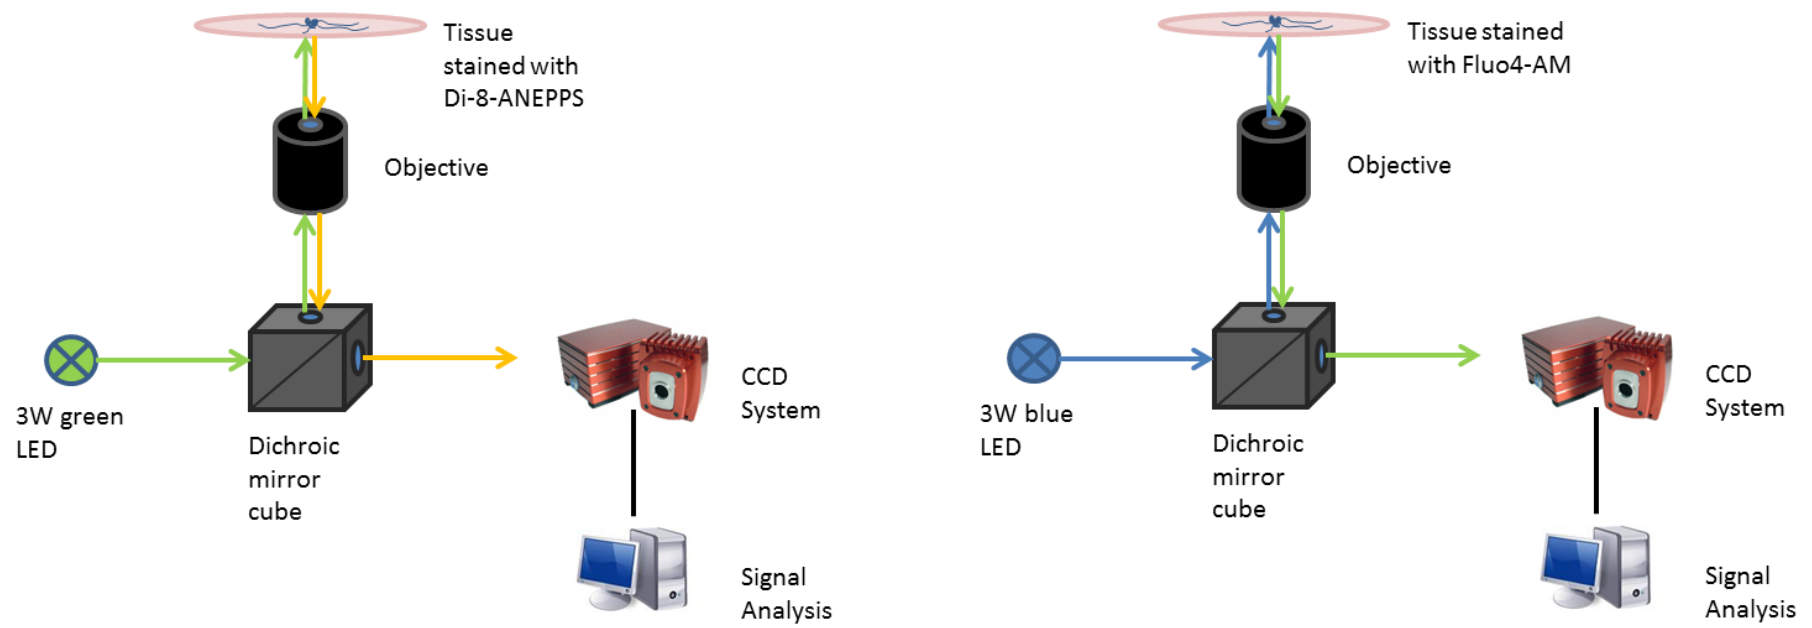 Tissue
stained with
Di-8-ANEPPS
Objective
3W green
LED
Dichroic
mirror
cube
CCD
System
Signal
Analysis
Tissue stained
with Fluo4-AM
Objective
3W blue
LED
Dichroic
mirror
cube
CCD
System
Signal
Analysis